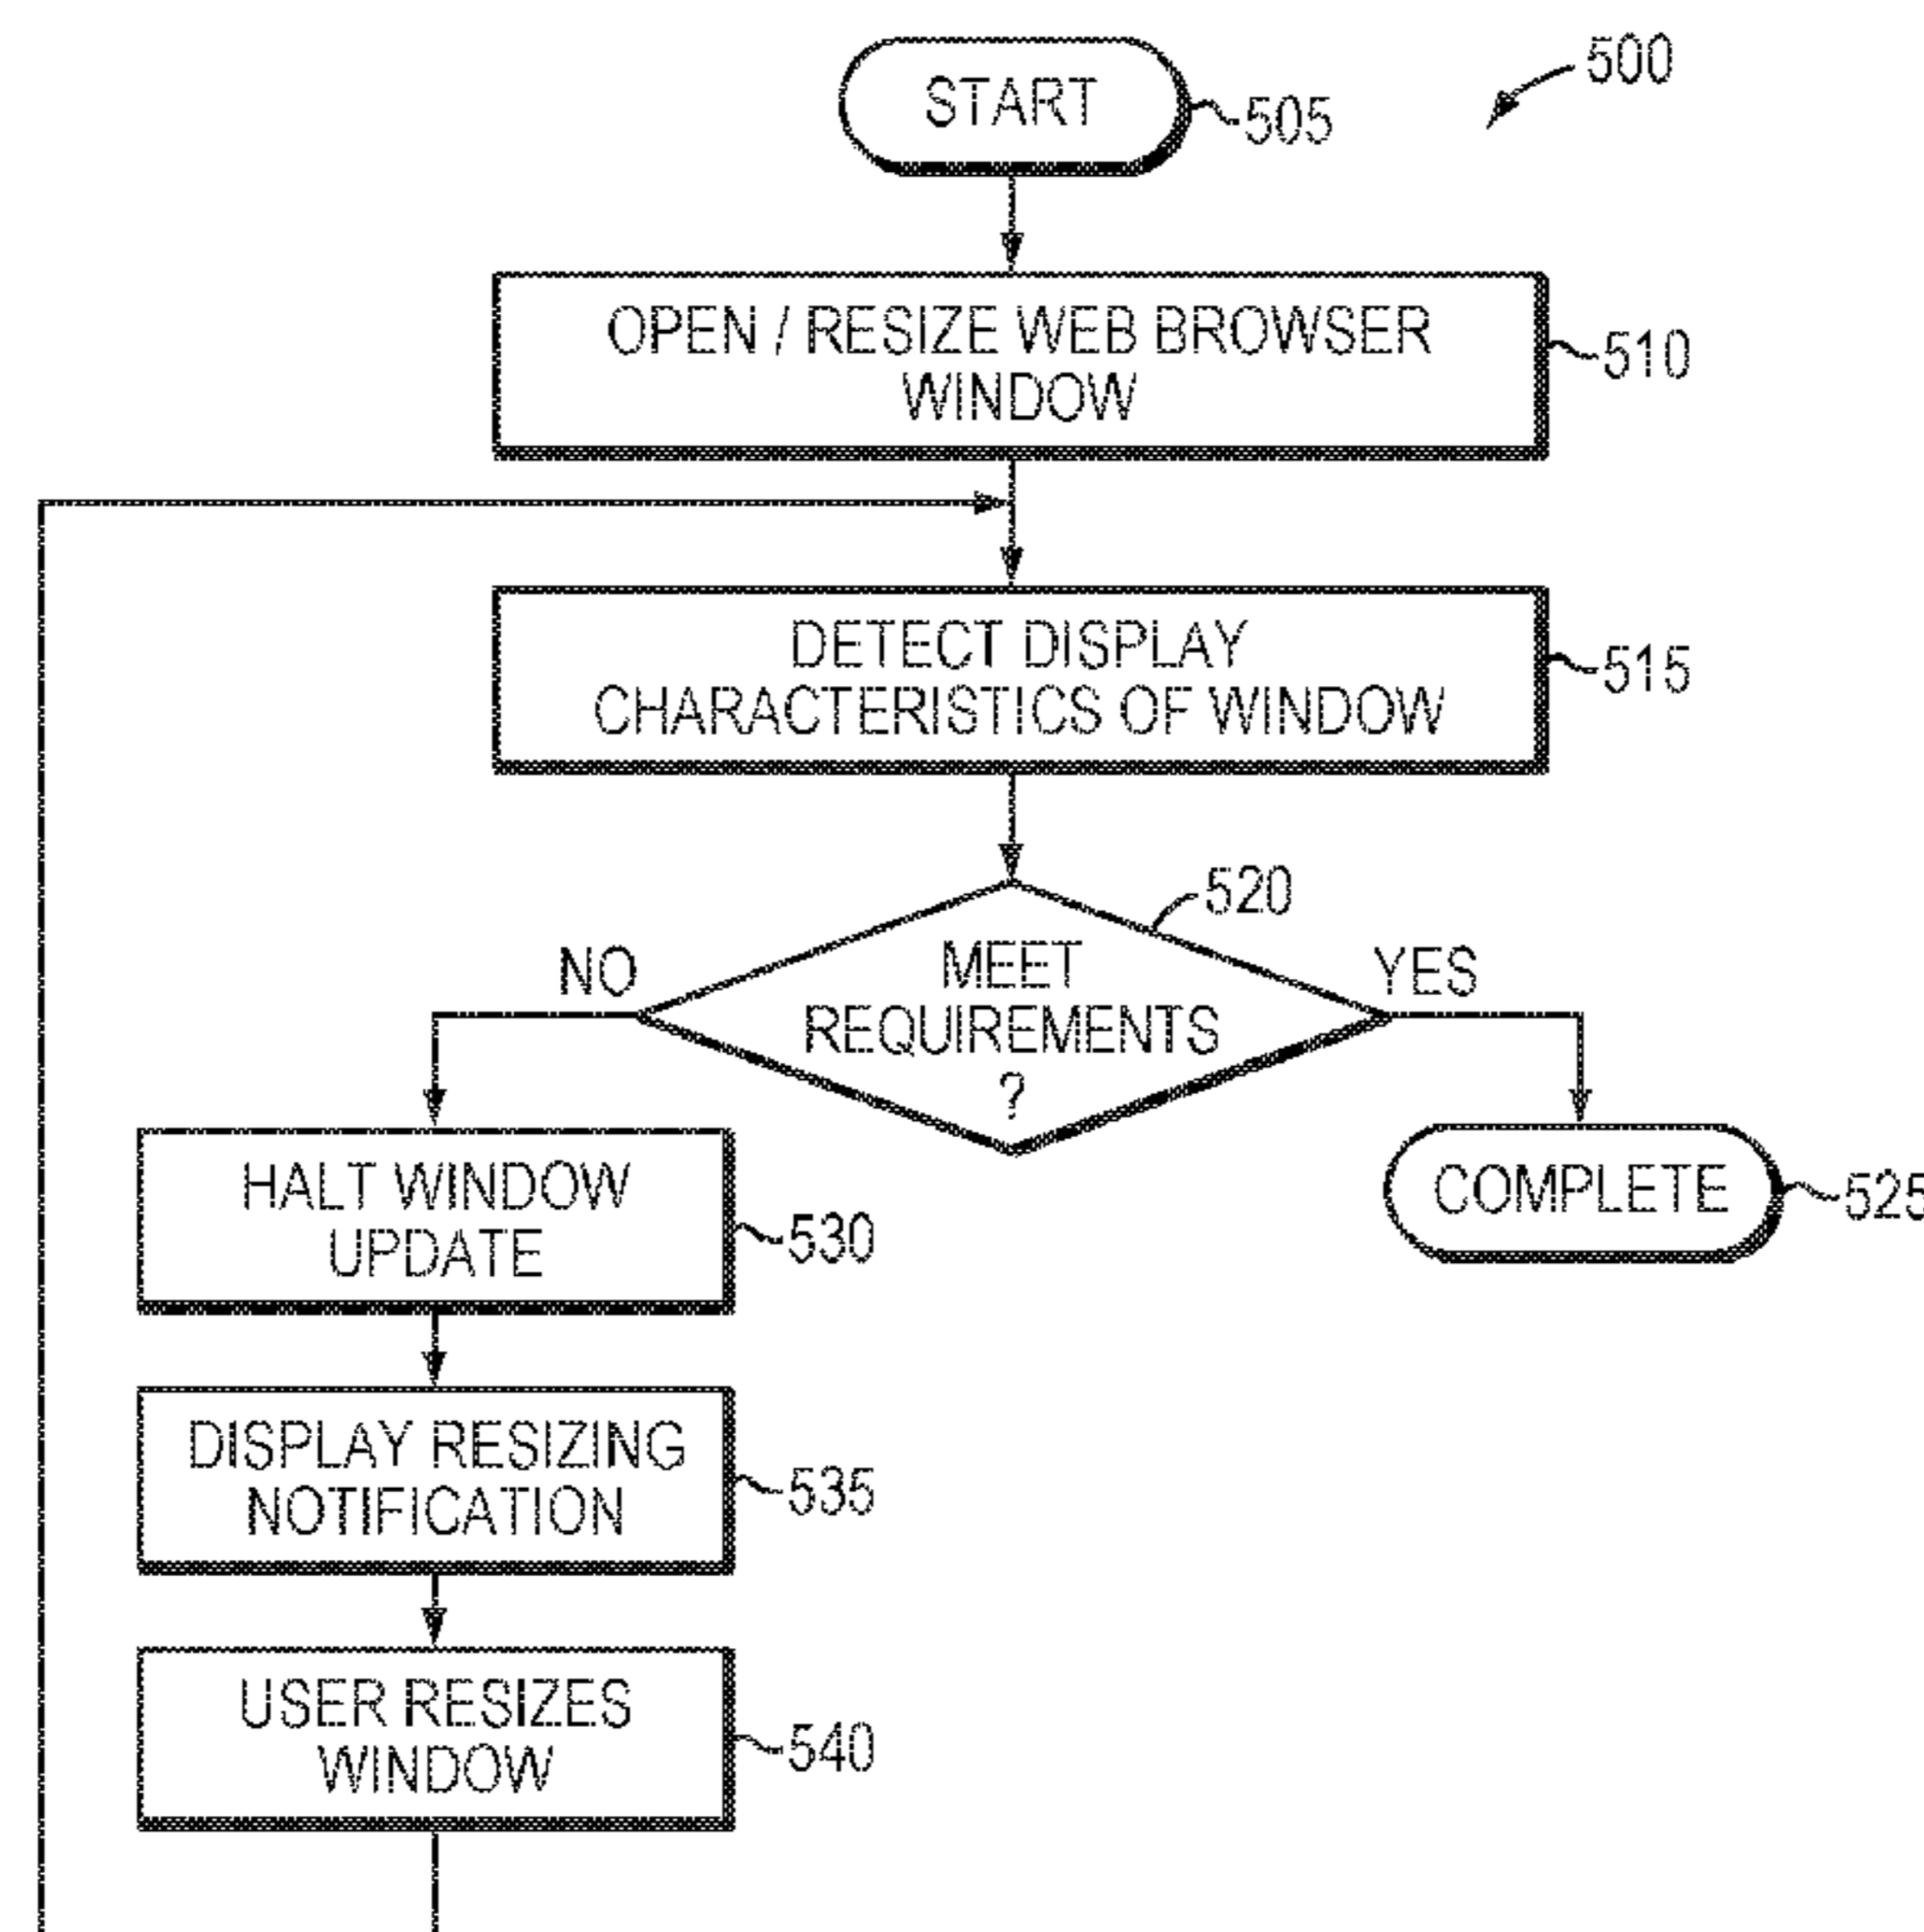 500
START
505
OPEN / RESIZE WEB BROWSER
WINDOW
510
DETECT DISPLAY
CHARACTERISTICS OF WINDOW
515
520
NO
MEET
REQUIREMENTS
?
YES
HALT WINDOW
UPDATE
530
COMPLETE
525
DISPLAY RESIZING
NOTIFICATION
535
USER RESIZES
WINDOW
540